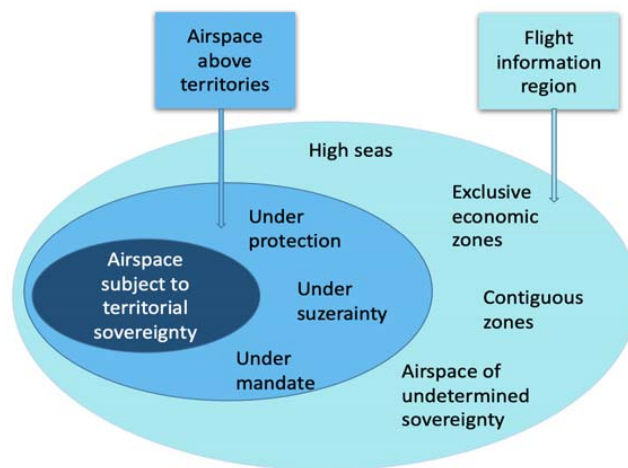 Airspace
above
territories
Flight
information
region
High seas
Exclusive
economic
zones
Under
protection
Airspace
subject to
territorial
sovereignty
Under
suzerainty
Contiguous
zones
Under
mandate
Airspace of
undetermined
sovereignty